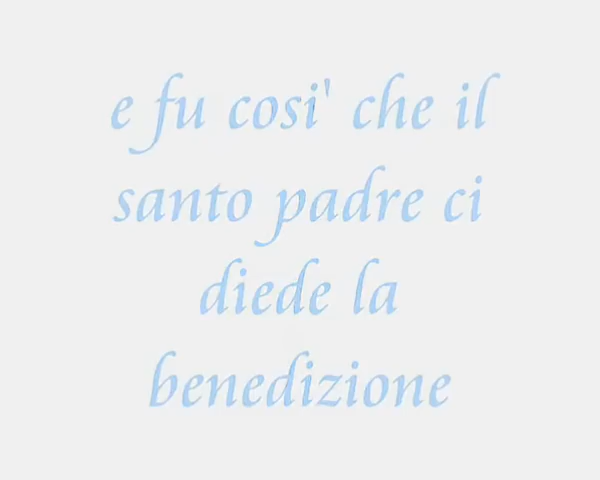 e fu cosi' che il
santo padre ci
diede la
benedizione